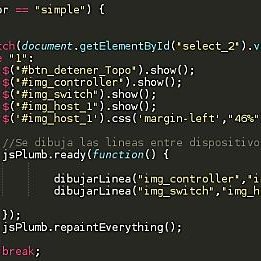 or == "simple") {
tch(document.getElementById("select_2").v
"1":
$("#btn_detener_Topo").show();
$("#img_controller").show();
$("#img_switch").show();
$("#img_host_1").show();
$("#img_host_1").css('margin-left',"46%"
//Se dibuja las lineas entre dispositivo
jsPlumb.ready(function() {
dibujarLinea("img_controller","i
dibujarLinea("img_switch","img_h
});
jsPlumb.repaintEverything();
break;